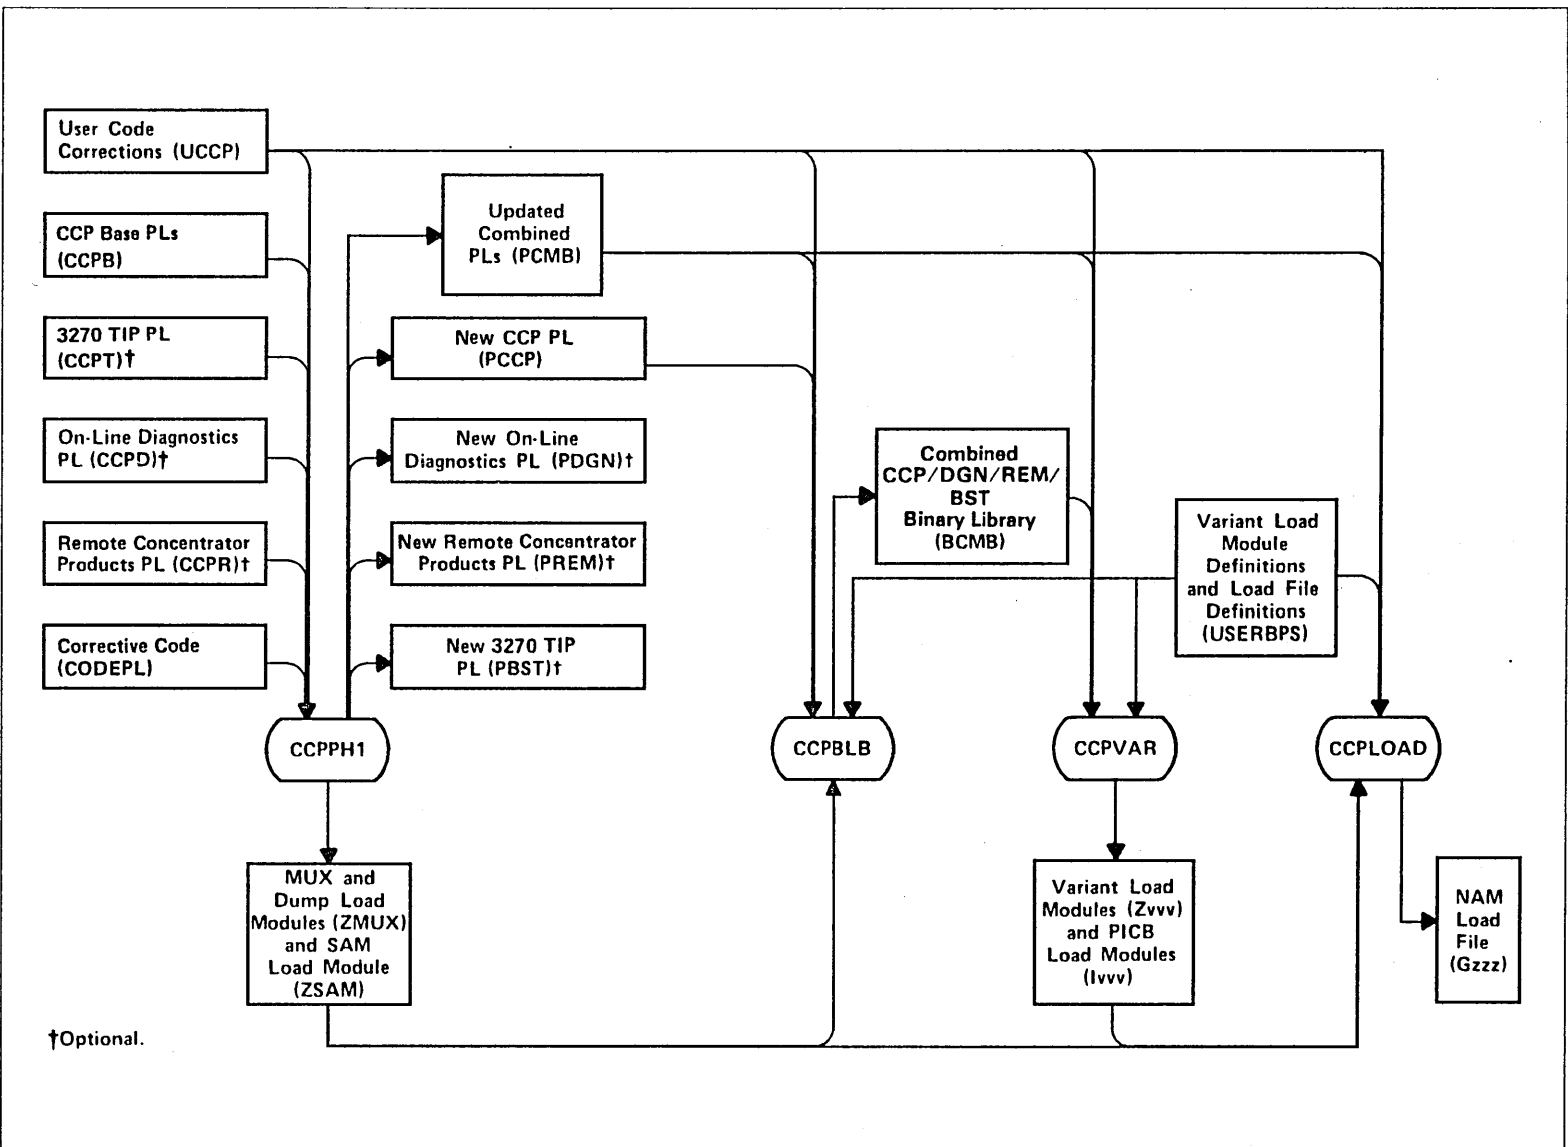 User Code
Corrections (UCCP)
CCP Base PLs
(CCPB)
3270 TIP PL
(CCPT)†
On-Line Diagnostics
PL (CCPD)†
Remote Concentrator
Products PL (CCPR)†
Corrective Code
(CODEPL)
Updated
Combined
PLs (PCMB)
New CCP PL
(PCCP)
New On-Line
Diagnostics PL (PDGN)†
New Remote Concentrator
Products PL (PREM)†
New 3270 TIP
PL (PBST)†
Combined
CCP/DGN/REM/
BST
Binary Library
(BCMB)
Variant Load
Module
Definitions
and Load File
Definitions
(USERBPS)
CCPPH1
CCPBLB
CCPVAR
CCPLOAD
MUX and
Dump Load
Modules (ZMUX)
and SAM
Load Module
(ZSAM)
Variant Load
Modules (Zvvv)
and PICB
Load Modules
(Ivvv)
NAM
Load
File
(Gzzz)
†Optional.